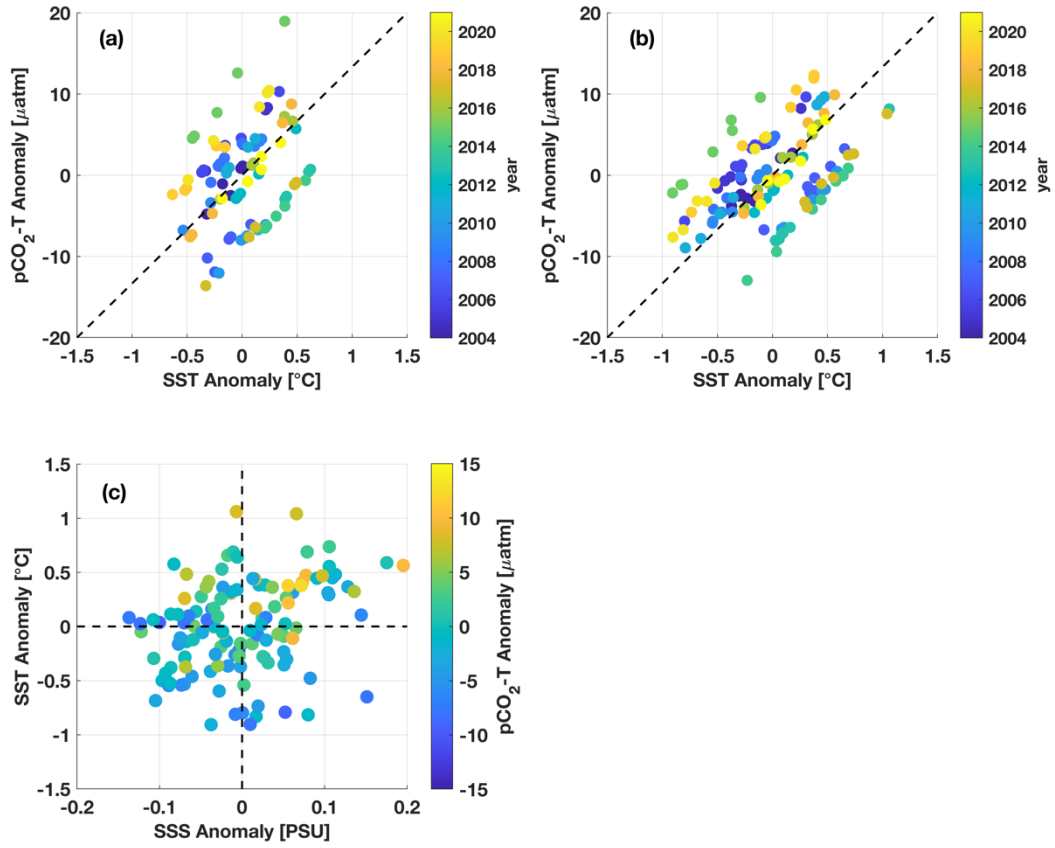 (a)
20
10
0
-10
-20
pCO2-T Anomaly [μatm]
-1.5 -1 -0.5 0 0.5 1 1.5
SST Anomaly [°C]
2020
2018
2016
2014
2012
2010
2008
2006
2004
year
(b)
20
10
0
-10
-20
pCO2-T Anomaly [μatm]
-1.5 -1 -0.5 0 0.5 1 1.5
SST Anomaly [°C]
2020
2018
2016
2014
2012
2010
2008
2006
2004
year
(c)
1.5
1
0.5
0
-0.5
-1
-1.5
SST Anomaly [°C]
-0.2 -0.1 0 0.1 0.2
SSS Anomaly [PSU]
15
10
5
0
-5
-10
-15
pCO2-T Anomaly [μatm]